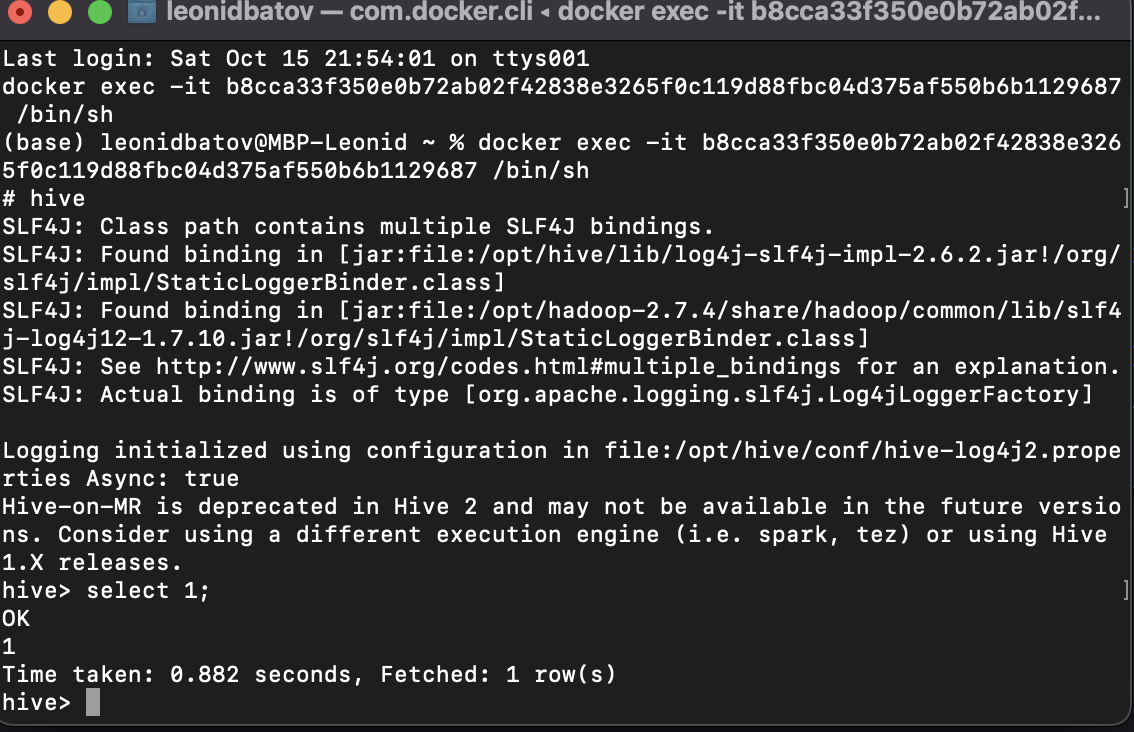 leonidbatov — com.docker.cli ◂ docker exec -it b8cca33f350e0b72ab02f...
Last login: Sat Oct 15 21:54:01 on ttys001
docker exec -it b8cca33f350e0b72ab02f42838e3265f0c119d88fbc04d375af550b6b1129687
 /bin/sh
(base) leonidbatov@MBP-Leonid ~ % docker exec -it b8cca33f350e0b72ab02f42838e326
5f0c119d88fbc04d375af550b6b1129687 /bin/sh
# hive ]
SLF4J: Class path contains multiple SLF4J bindings.
SLF4J: Found binding in [jar:file:/opt/hive/lib/log4j-slf4j-impl-2.6.2.jar!/org/
slf4j/impl/StaticLoggerBinder.class]
SLF4J: Found binding in [jar:file:/opt/hadoop-2.7.4/share/hadoop/common/lib/slf4
j-log4j12-1.7.10.jar!/org/slf4j/impl/StaticLoggerBinder.class]
SLF4J: See http://www.slf4j.org/codes.html#multiple_bindings for an explanation.
SLF4J: Actual binding is of type [org.apache.logging.slf4j.Log4jLoggerFactory]
Logging initialized using configuration in file:/opt/hive/conf/hive-log4j2.prope
rties Async: true
Hive-on-MR is deprecated in Hive 2 and may not be available in the future versio
ns. Consider using a different execution engine (i.e. spark, tez) or using Hive
1.X releases.
hive> select 1; ]
OK
1
Time taken: 0.882 seconds, Fetched: 1 row(s)
hive>